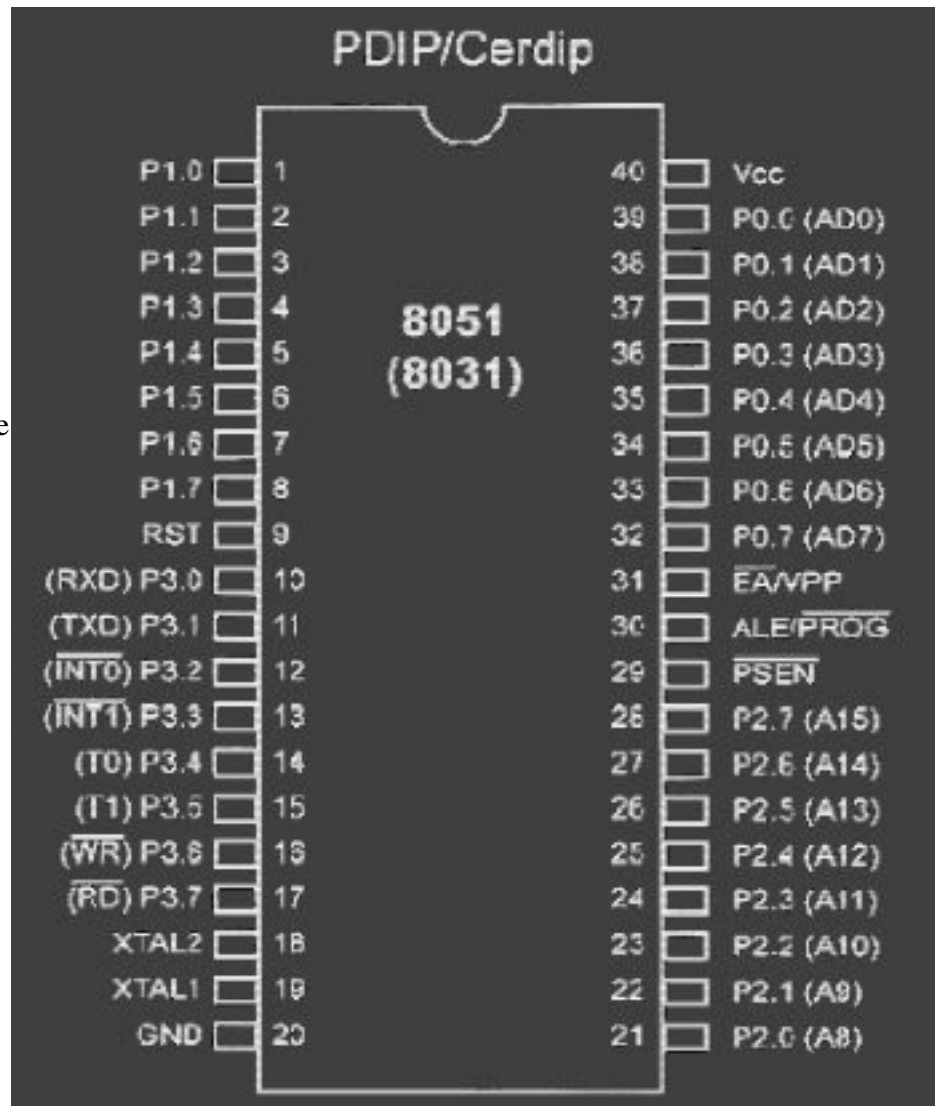 PDIP/Cerdip
8051
(8031)
P1.0 1
P1.1 2
P1.2 3
P1.3 4
P1.4 5
P1.5 6
P1.6 7
P1.7 8
RST 9
(RXD) P3.0 10
(TXD) P3.1 11
(INT0) P3.2 12
(INT1) P3.3 13
(T0) P3.4 14
(T1) P3.5 15
(WR) P3.6 16
(RD) P3.7 17
XTAL2 18
XTAL1 19
GND 20
40 Vcc
39 P0.0 (AD0)
38 P0.1 (AD1)
37 P0.2 (AD2)
36 P0.3 (AD3)
35 P0.4 (AD4)
34 P0.5 (AD5)
33 P0.6 (AD6)
32 P0.7 (AD7)
31 EA/VPP
30 ALE/PROG
29 PSEN
28 P2.7 (A15)
27 P2.6 (A14)
26 P2.5 (A13)
25 P2.4 (A12)
24 P2.3 (A11)
23 P2.2 (A10)
22 P2.1 (A9)
21 P2.0 (A8)